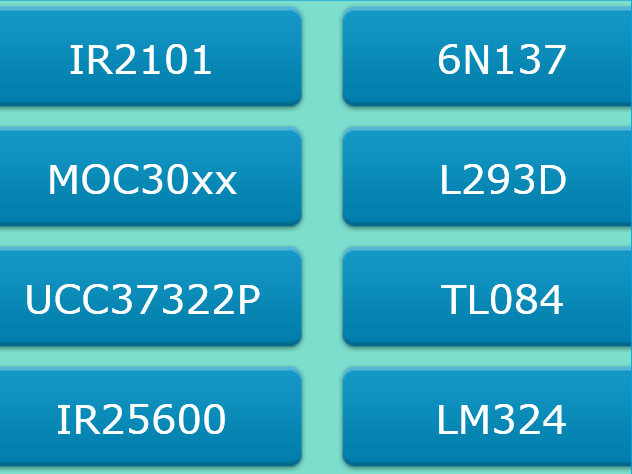 IR2101
6N137
MOC30xx
L293D
UCC37322P
TL084
IR25600
LM324